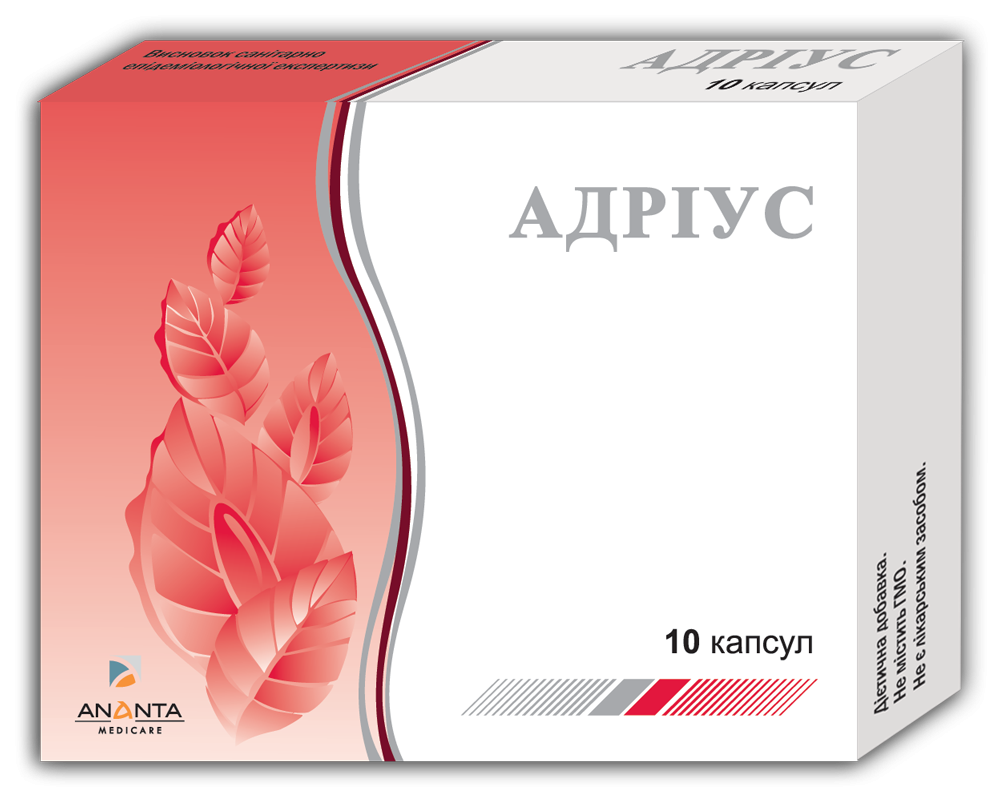 Висновок санітарно
епідеміологічної експертизи
АДРІУС
10 капсул
АДРІУС
10 капсул
ANANTA
MEDICARE
Дієтична добавка.
Не містить ГМО.
Не є лікарським засобом.